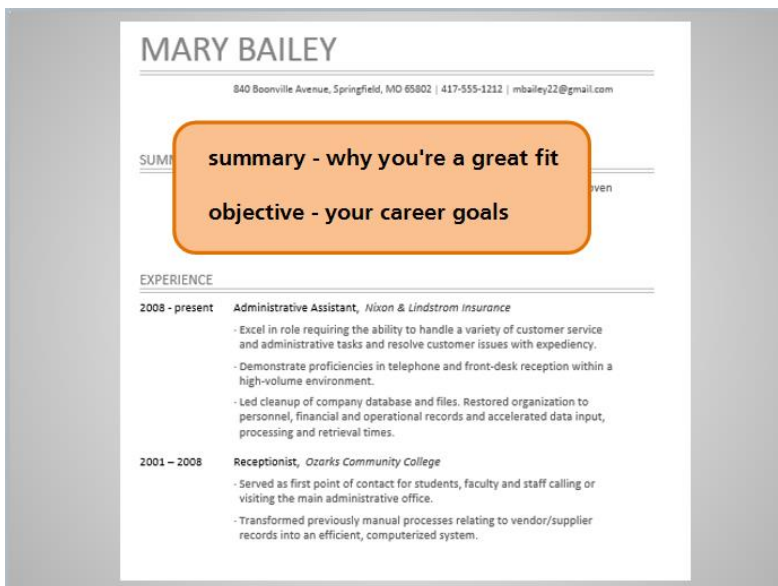 MARY BAILEY
840 Boonville Avenue, Springfield, MO 65802 | 417-555-1212 | mbailey22@gmail.com
summary - why you're a great fit
objective - your career goals
EXPERIENCE
2008 - present Administrative Assistant, Nixon & Lindstrom Insurance
· Excel in role requiring the ability to handle a variety of customer service
and administrative tasks and resolve customer issues with expediency.
· Demonstrate proficiencies in telephone and front-desk reception within a
high-volume environment.
· Led cleanup of company database and files. Restored organization to
personnel, financial and operational records and accelerated data input,
processing and retrieval times.
2001 – 2008 Receptionist, Ozarks Community College
· Served as first point of contact for students, faculty and staff calling or
visiting the main administrative office.
· Transformed previously manual processes relating to vendor/supplier
records into an efficient, computerized system.